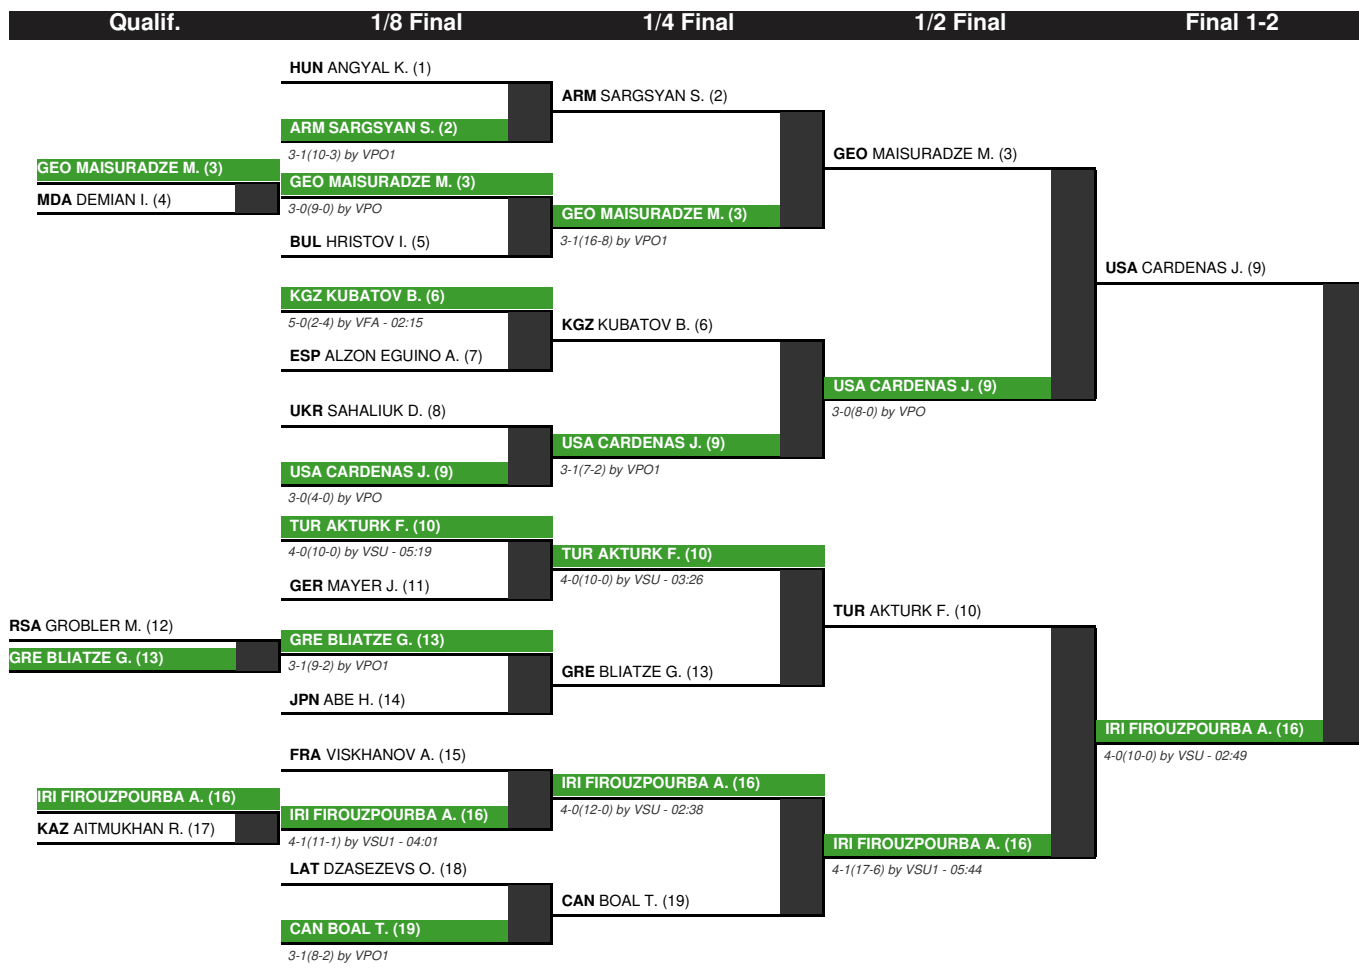 Qualif. 1/8 Final 1/4 Final 1/2 Final Final 1-2
HUN ANGYAL K. (1)
ARM SARGSYAN S. (2)
ARM SARGSYAN S. (2)
3-1(10-3) by VPO1
GEO MAISURADZE M. (3)
GEO MAISURADZE M. (3)
GEO MAISURADZE M. (3)
MDA DEMIAN I. (4)
3-0(9-0) by VPO
GEO MAISURADZE M. (3)
BUL HRISTOV I. (5)
3-1(16-8) by VPO1
USA CARDENAS J. (9)
KGZ KUBATOV B. (6)
5-0(2-4) by VFA - 02:15
KGZ KUBATOV B. (6)
ESP ALZON EGUINO A. (7)
USA CARDENAS J. (9)
3-0(8-0) by VPO
UKR SAHALIUK D. (8)
USA CARDENAS J. (9)
3-1(7-2) by VPO1
USA CARDENAS J. (9)
3-0(4-0) by VPO
TUR AKTURK F. (10)
4-0(10-0) by VSU - 05:19
TUR AKTURK F. (10)
4-0(10-0) by VSU - 03:26
GER MAYER J. (11)
TUR AKTURK F. (10)
RSA GROBLER M. (12)
GRE BLIATZE G. (13)
GRE BLIATZE G. (13)
3-1(9-2) by VPO1
GRE BLIATZE G. (13)
JPN ABE H. (14)
IRI FIROUZPOURBA A. (16)
4-0(10-0) by VSU - 02:49
FRA VISKHANOV A. (15)
IRI FIROUZPOURBA A. (16)
IRI FIROUZPOURBA A. (16)
4-0(12-0) by VSU - 02:38
IRI FIROUZPOURBA A. (16)
KAZ AITMUKHAN R. (17)
4-1(11-1) by VSU1 - 04:01
IRI FIROUZPOURBA A. (16)
4-1(17-6) by VSU1 - 05:44
LAT DZASEZEVS O. (18)
CAN BOAL T. (19)
CAN BOAL T. (19)
3-1(8-2) by VPO1